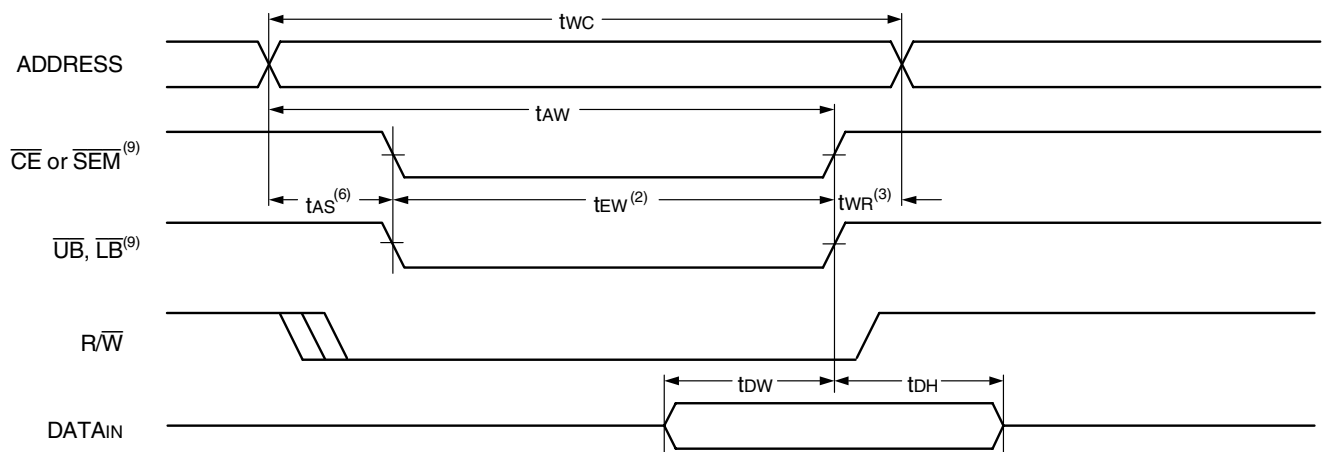 tWC
ADDRESS
tAW
CE or SEM(9)
tAS(6) tEW(2) tWR(3)
UB, LB(9)
R/W
tDW tDH
DATAIN